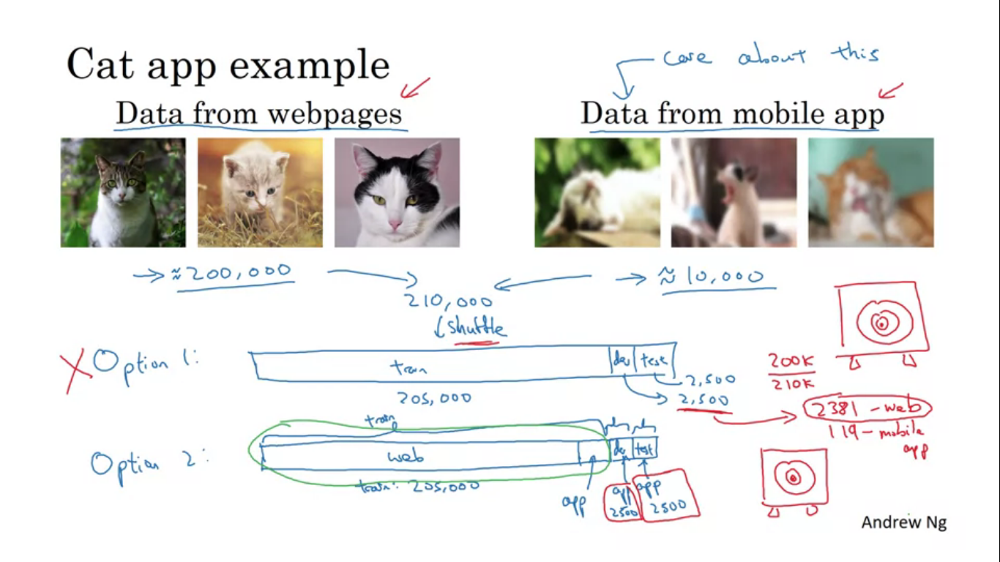 Cat app example
care about this
Data from webpages
Data from mobile app
→ ≈ 200,000
→ ≈ 10,000
210,000
↓ shuffle
X Option 1:
train
dev
test
205,000
2,500
2,500
200K
210K
2381 - web
119 - mobile
app
Option 2:
train
web
dev
test
train: 205,000
app
app
2500
app
2500
Andrew Ng